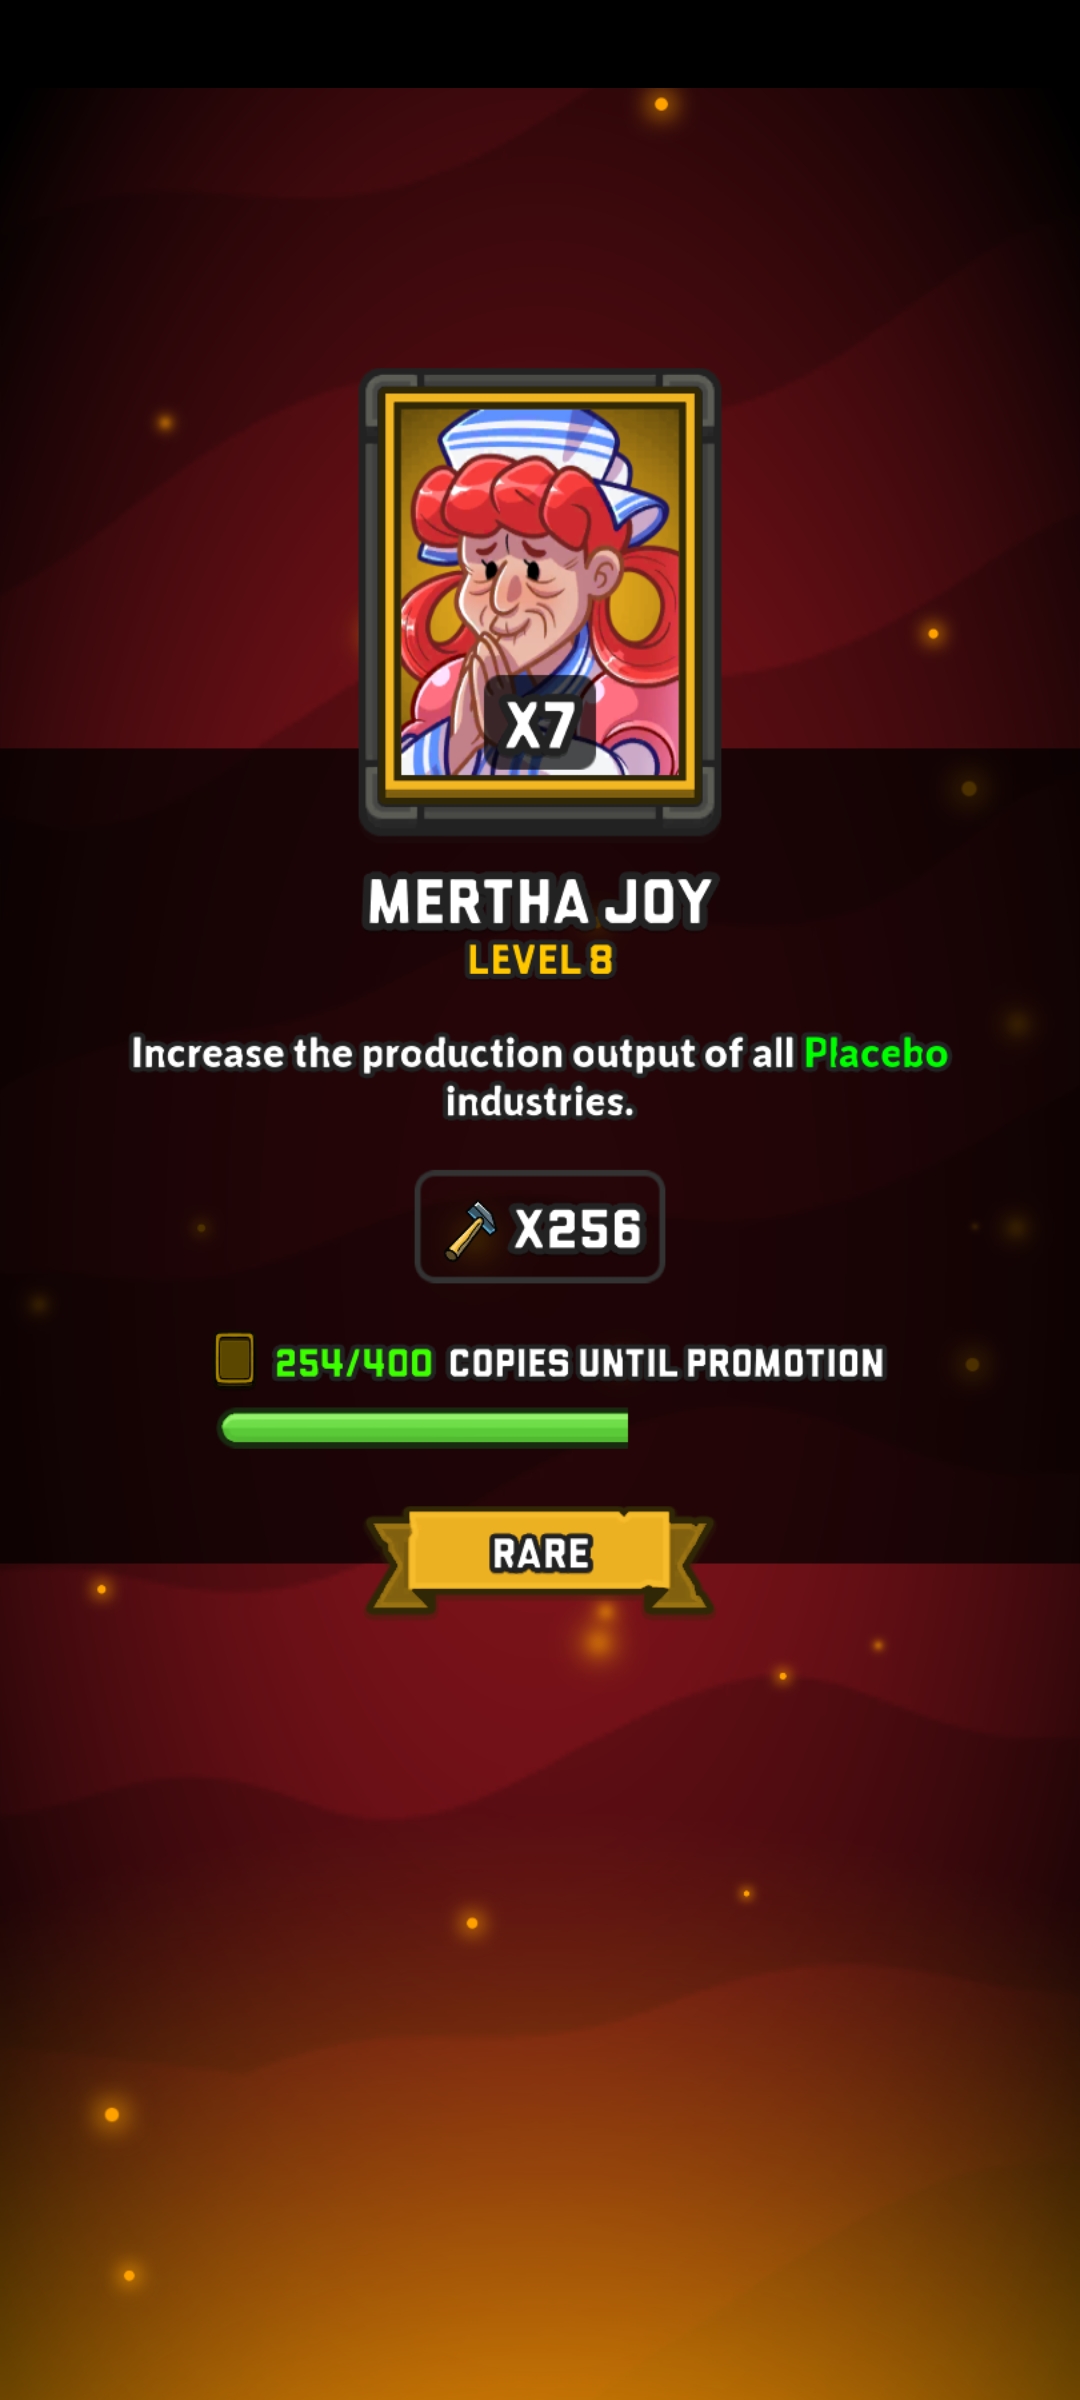 X7
MERTHA JOY
LEVEL 8
Increase the production output of all Placebo
industries.
X256
254/400 COPIES UNTIL PROMOTION
RARE